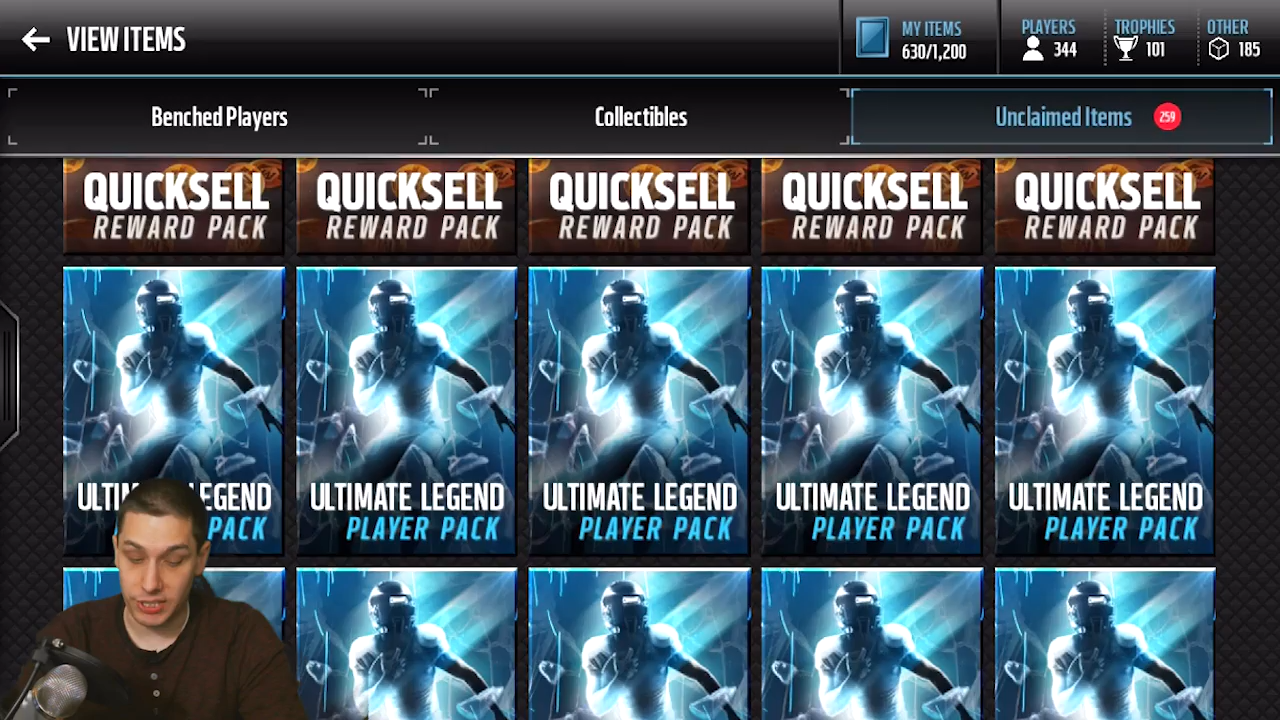 VIEW ITEMS
MY ITEMS
630/1,200
PLAYERS
344
TROPHIES
101
OTHER
185
Benched Players
Collectibles
Unclaimed Items 259
QUICKSELL
REWARD PACK
QUICKSELL
REWARD PACK
QUICKSELL
REWARD PACK
QUICKSELL
REWARD PACK
QUICKSELL
REWARD PACK
ULTIMATE LEGEND
PACK
ULTIMATE LEGEND
PLAYER PACK
ULTIMATE LEGEND
PLAYER PACK
ULTIMATE LEGEND
PLAYER PACK
ULTIMATE LEGEND
PLAYER PACK